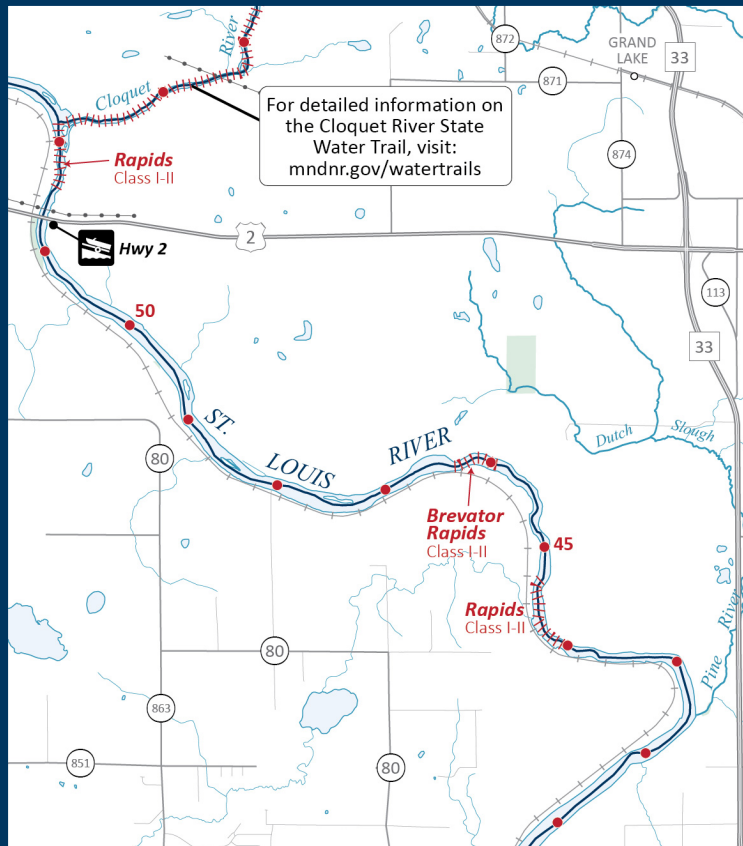 872
GRAND
LAKE
33
River
871
Cloquet
For detailed information on
the Cloquet River State
Water Trail, visit:
mndnr.gov/watertrails
874
Rapids
Class I-II
2
Hwy 2
113
50
33
ST.
LOUIS
RIVER
Dutch
Slough
80
Brevator
Rapids
Class I-II
45
Rapids
Class I-II
80
Pine River
863
851
80